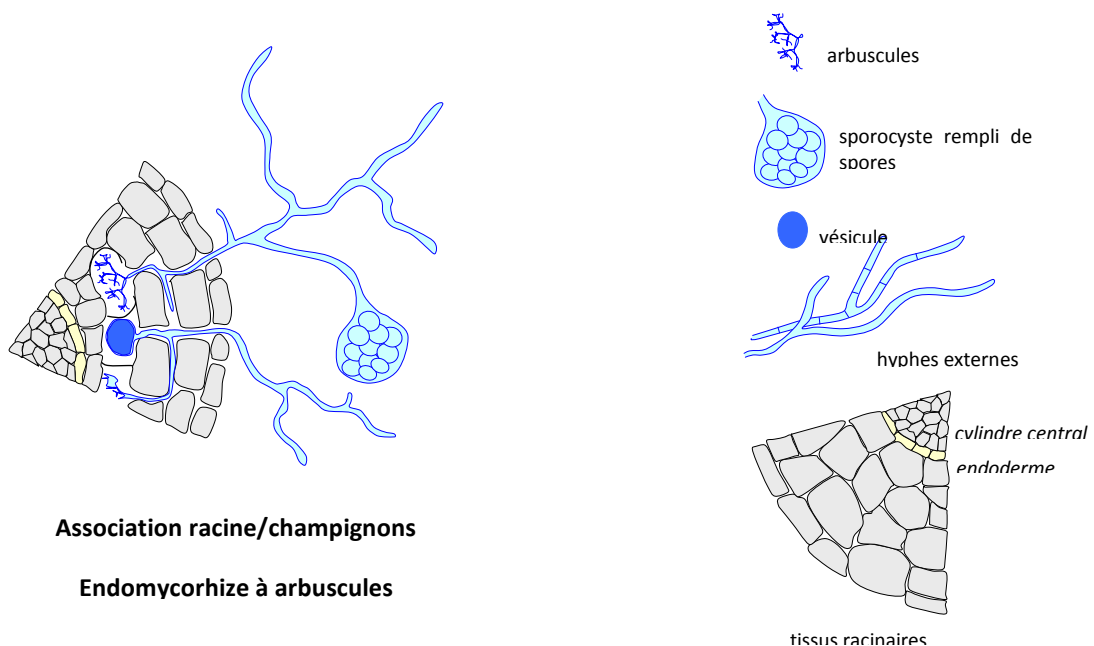 arbuscules
sporocyste rempli de
spores
vésicule
hyphes externes
cylindre central
endoderme
Association racine/champignons
Endomycorhize à arbuscules
tissus racinaires